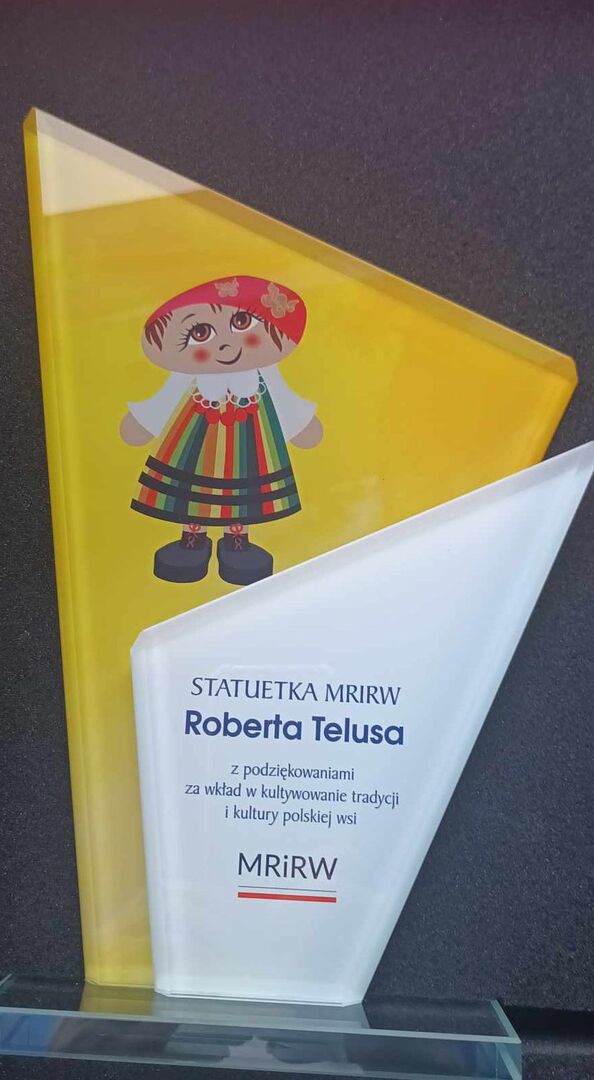 STATUETKA MRIRW
Roberta Telusa
z podziękowaniami
za wkład w kultywowanie tradycji
i kultury polskiej wsi
MRiRW